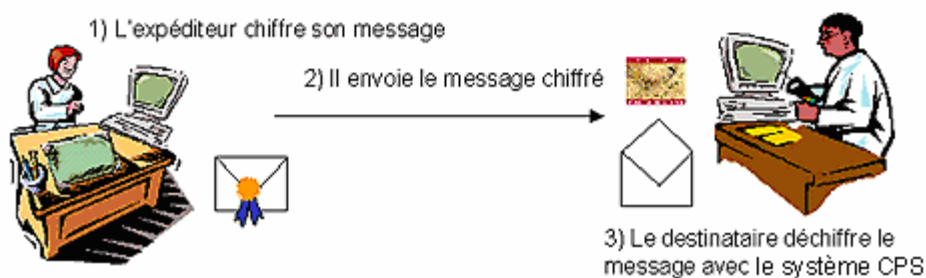 1) L'expéditeur chiffre son message
2) Il envoie le message chiffré
3) Le destinataire déchiffre le
message avec le système CPS